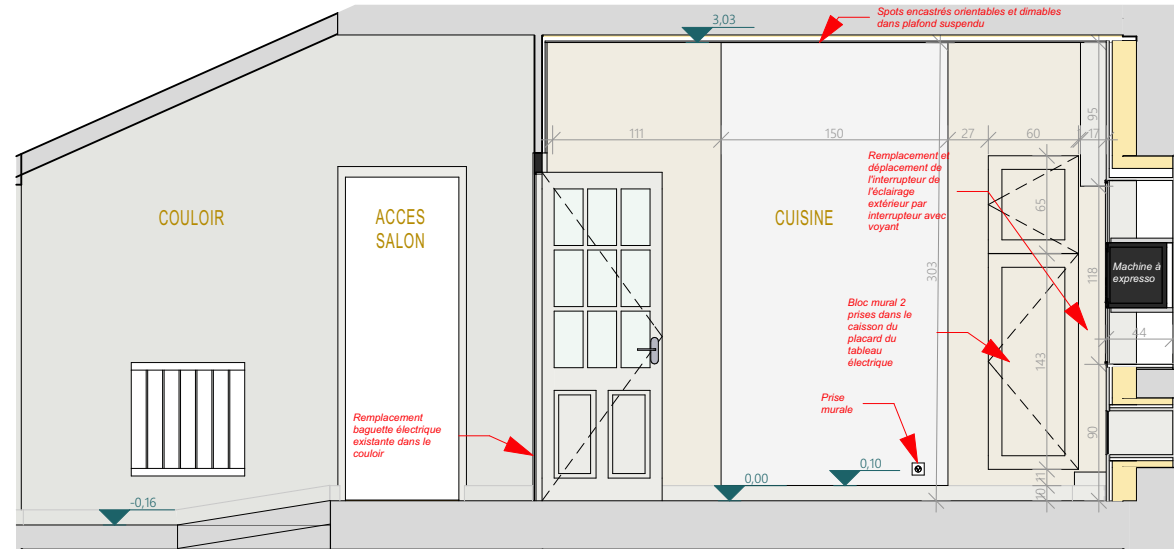 Spots encastrés orientables et dimables
dans plafond suspendu
3,03
95
111
150
27
60
17
Remplacement et
déplacement de
l'interrupteur de
l'éclairage
extérieur par
interrupteur avec
voyant
65
COULOIR
ACCES
SALON
CUISINE
303
118
Machine à
expresso
Bloc mural 2
prises dans le
caisson du
placard du
tableau
électrique
44
143
Prise
murale
Remplacement
baguette électrique
existante dans le
couloir
90
0,10
0,00
11
10
-0,16